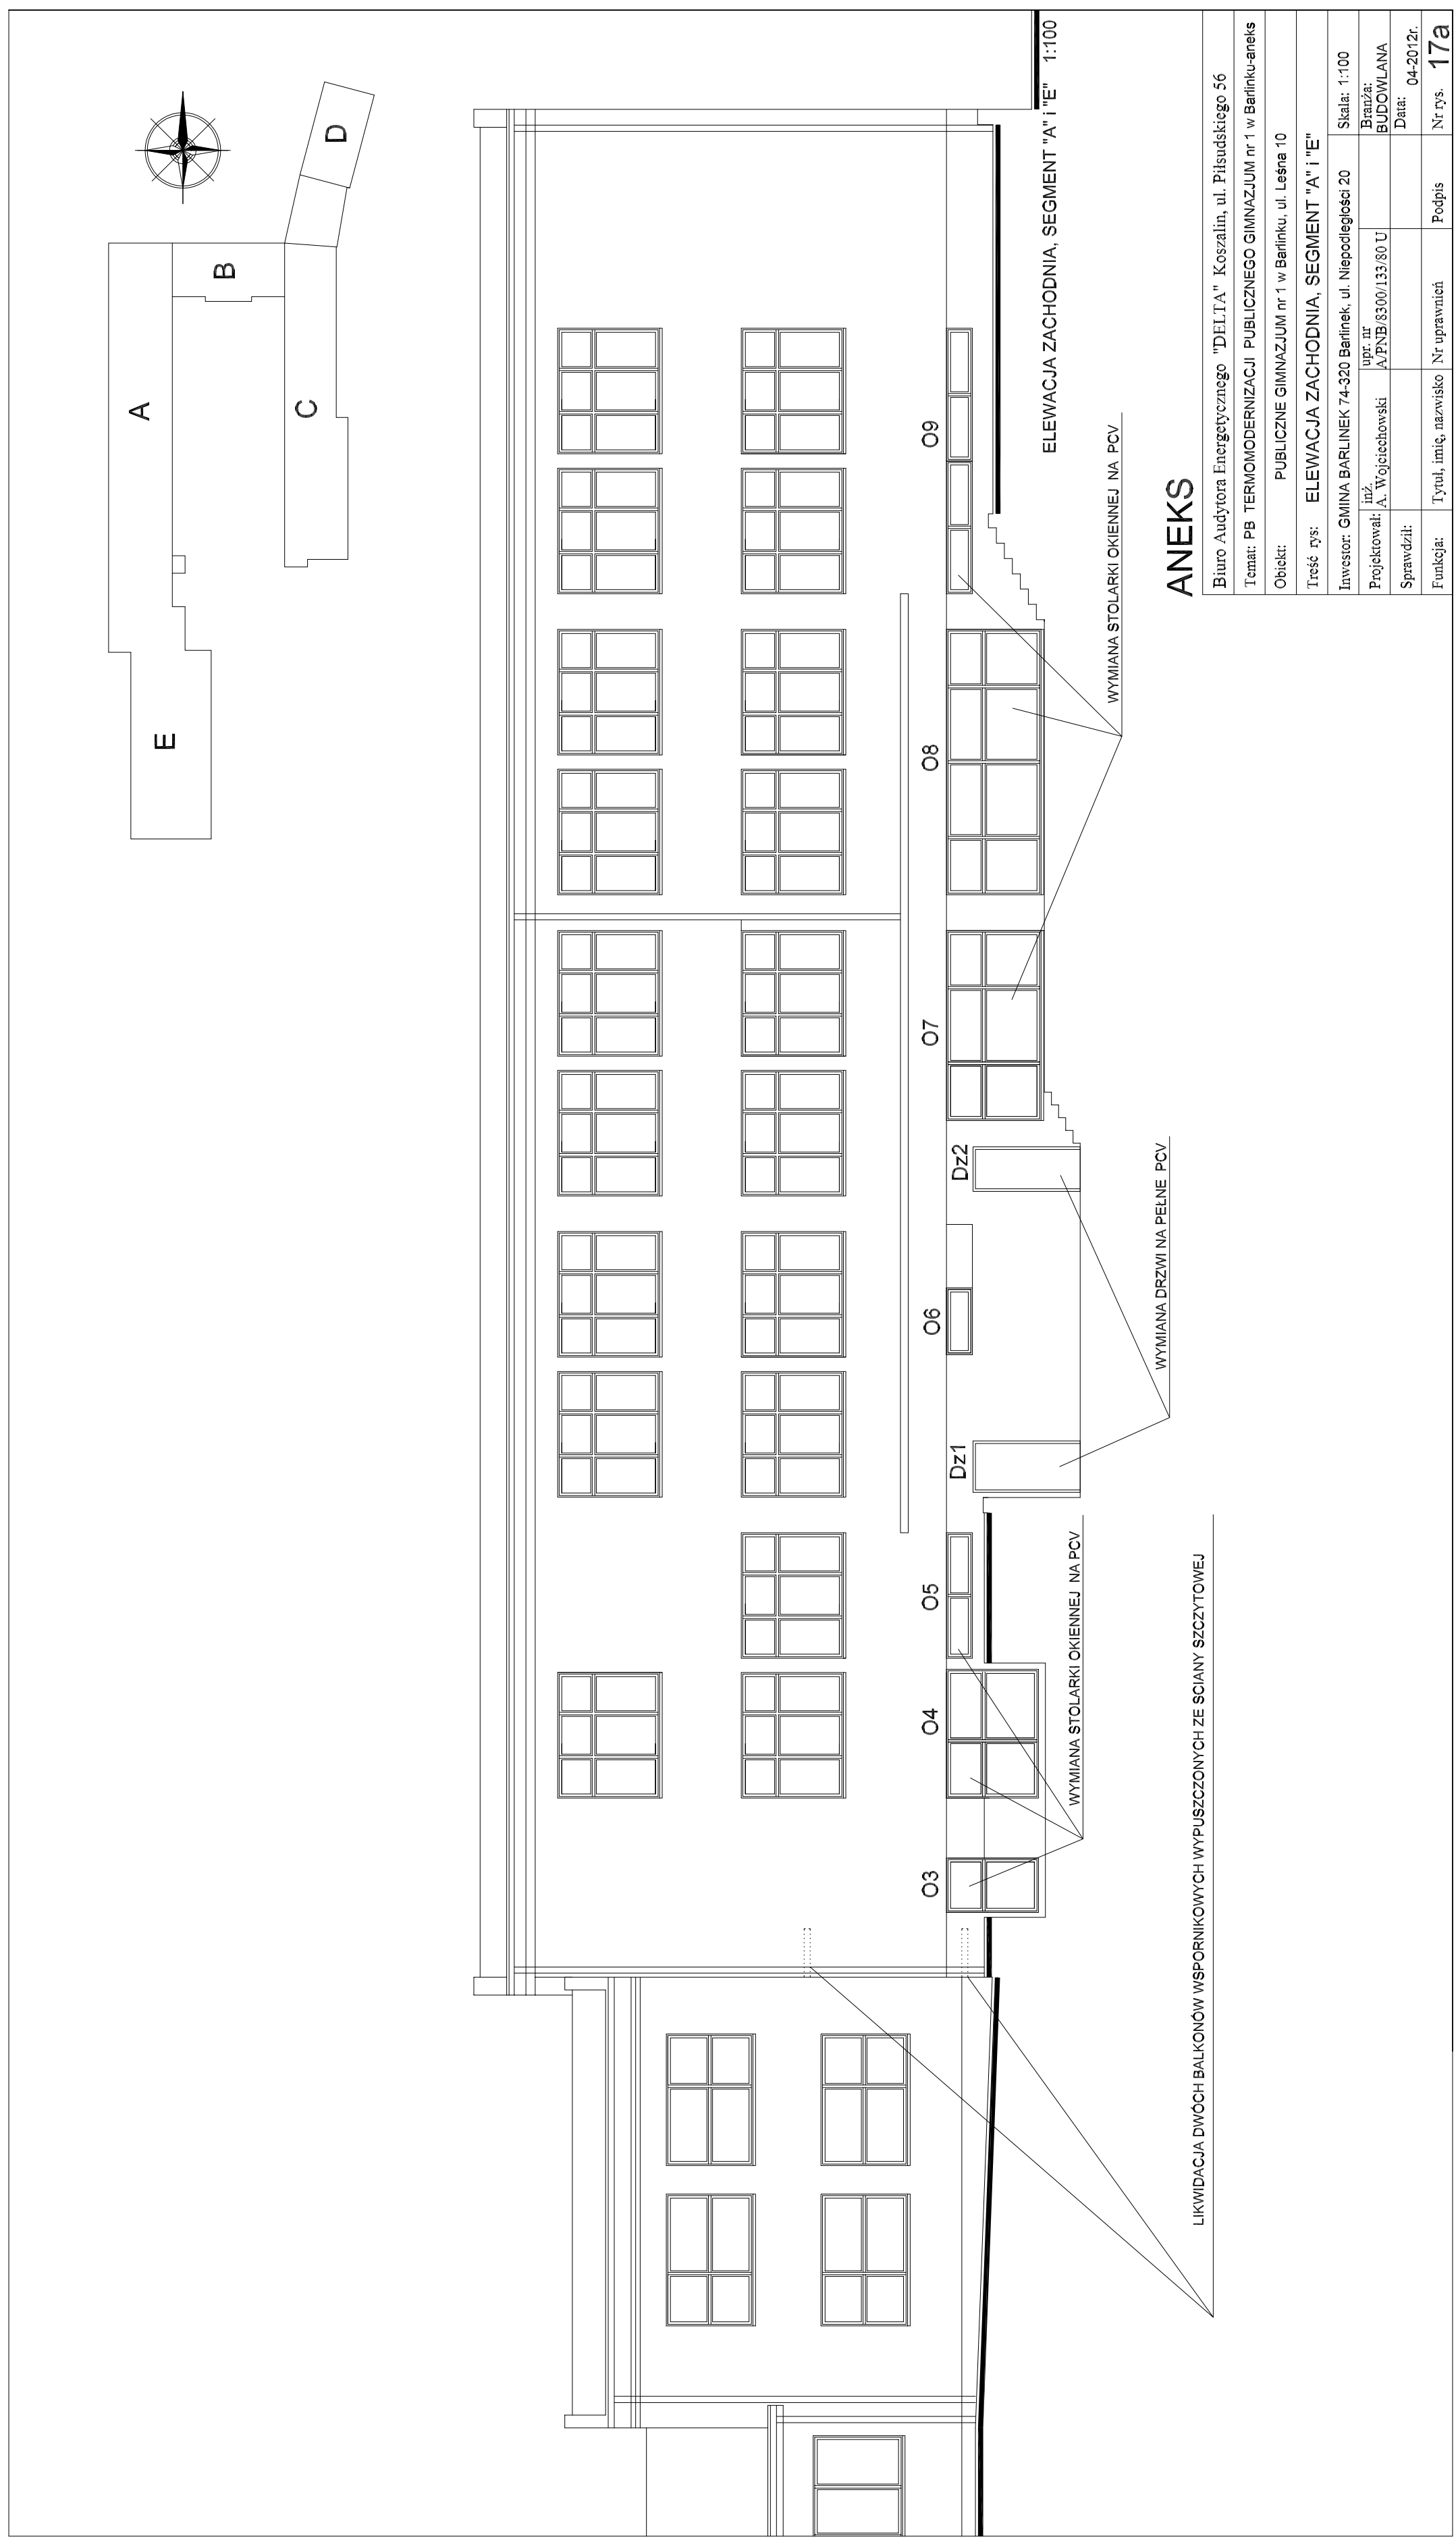 A
B
C
D
E
O3
O4
O5
O6
O7
O8
O9
Dz1
Dz2
ELEWACJA ZACHODNIA, SEGMENT "A" i "E" 1:100
WYMIANA STOLARKI OKIENNEJ NA PCV
WYMIANA STOLARKI OKIENNEJ NA PCV
WYMIANA DRZWI NA PEŁNE PCV
LIKWIDACJA DWÓCH BALKONÓW WSPORNIKOWYCH WYPUSZCZONYCH ZE SCIANY SZCZYTOWEJ
ANEKS
Biuro Audytora Energetycznego "DELTA" Koszalin, ul. Piłsudskiego 56
Temat: PB TERMOMODERNIZACJI PUBLICZNEGO GIMNAZJUM nr 1 w Barlinku-aneks
Obiekt: PUBLICZNE GIMNAZJUM nr 1 w Barlinku, ul. Leśna 10
Treść rys: ELEWACJA ZACHODNIA, SEGMENT "A" i "E"
Inwestor: GMINA BARLINEK 74-320 Barlinek, ul. Niepodległości 20 Skala: 1:100
Projektował: inż. A. Wojciechowski upr. nr A/PNB/8300/133/80 U Branża: BUDOWLANA
Sprawdził: Data: 04-2012r.
Funkcja: Tytuł, imię, nazwisko Nr uprawnień Podpis Nr rys. 17a